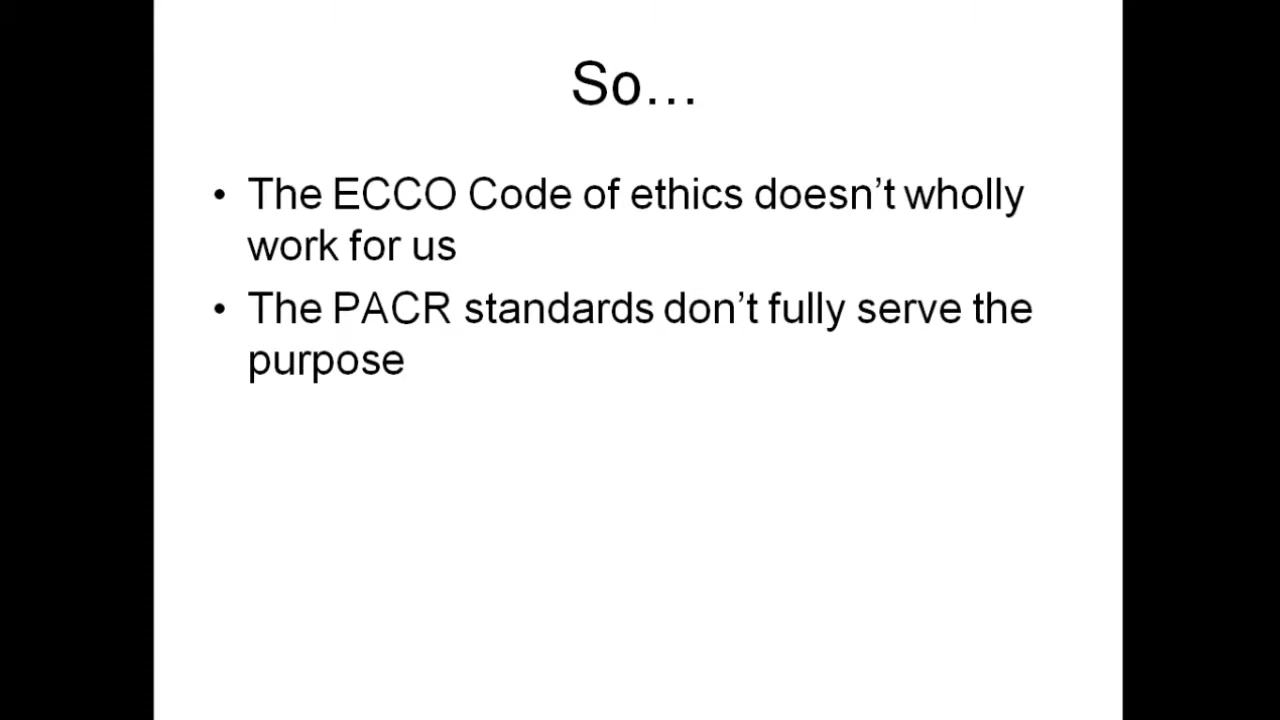 So…
• The ECCO Code of ethics doesn’t wholly
work for us
• The PACR standards don’t fully serve the
purpose